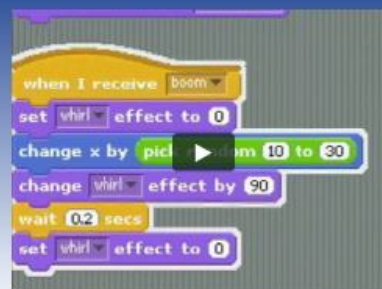 when I receive boom
set whirl effect to 0
change x by pick random 10 to 30
change whirl effect by 90
wait 0.2 secs
set whirl effect to 0